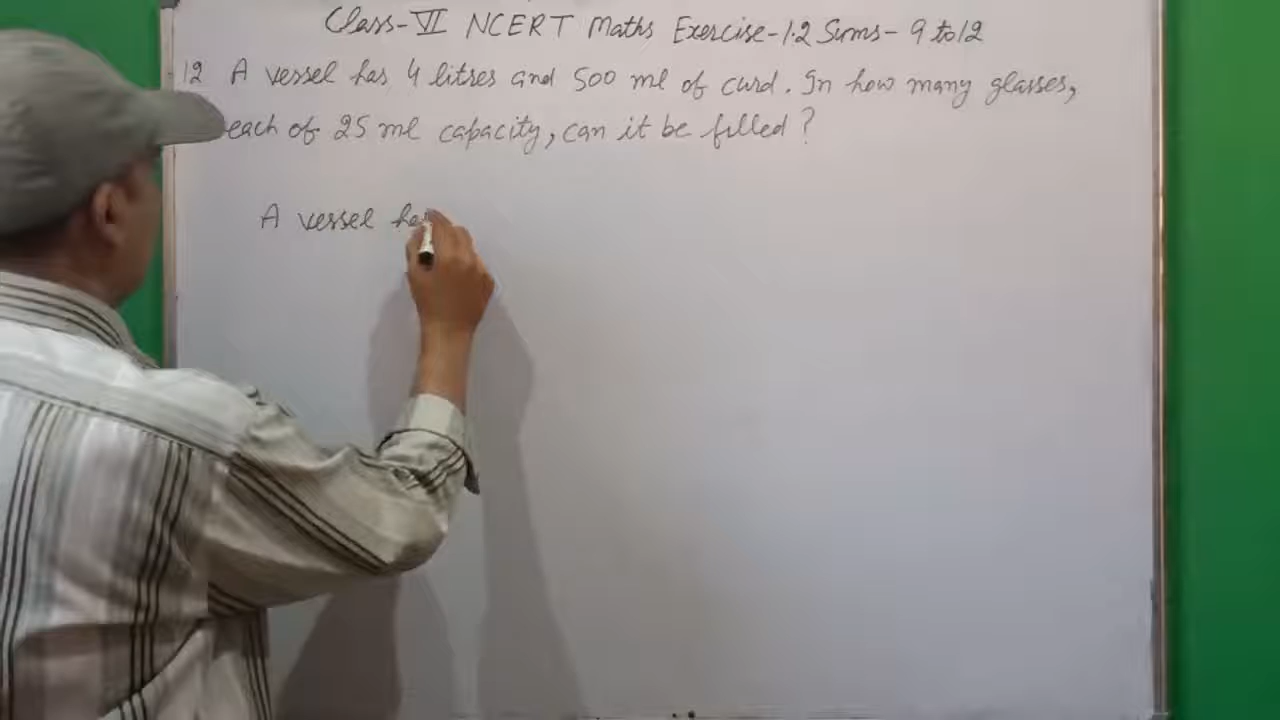 Class-VI NCERT Maths Exercise-1.2 Sums- 9 to 12
12 A vessel has 4 litres and 500 ml of curd. In how many glasses,
each of 25 ml capacity, can it be filled?
A vessel has